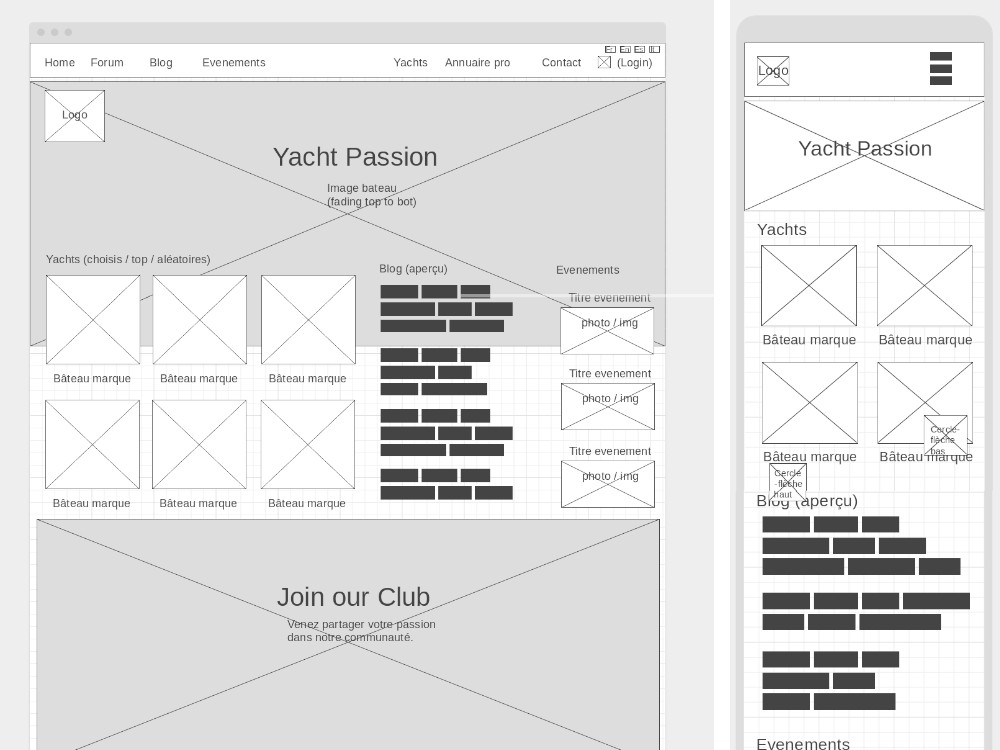 Home Forum Blog Evenements Yachts Annuaire pro Contact (Login)
Logo
Yacht Passion
Image bateau
(fading top to bot)
Yachts (choisis / top / aléatoires)
Bâteau marque Bâteau marque Bâteau marque
Bâteau marque Bâteau marque Bâteau marque
Blog (aperçu)
Evenements
Titre evenement
photo / img
Titre evenement
photo / img
Titre evenement
photo / img
Join our Club
Venez partager votre passion
dans notre communauté.
Logo
Yacht Passion
Yachts
Bâteau marque Bâteau marque
Bâteau marque Bâteau marque
Cercle-
flèche
bas
Cercle
-flèche
haut
Blog (aperçu)
Evenements